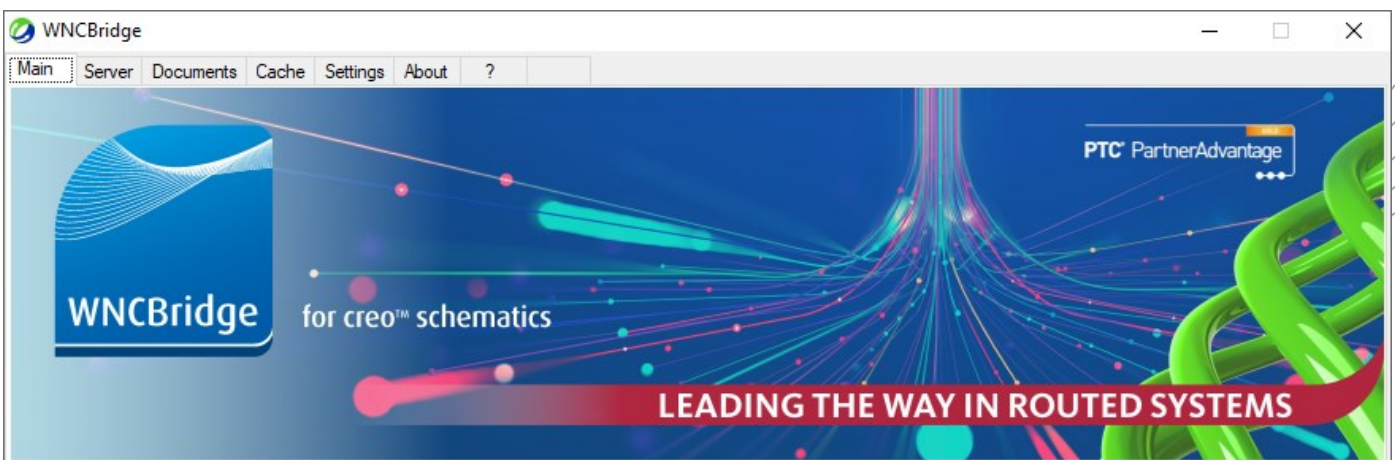 WNCBridge
Main Server Documents Cache Settings About ?
GOLD
PTC® PartnerAdvantage
WNCBridge for creo™ schematics
LEADING THE WAY IN ROUTED SYSTEMS